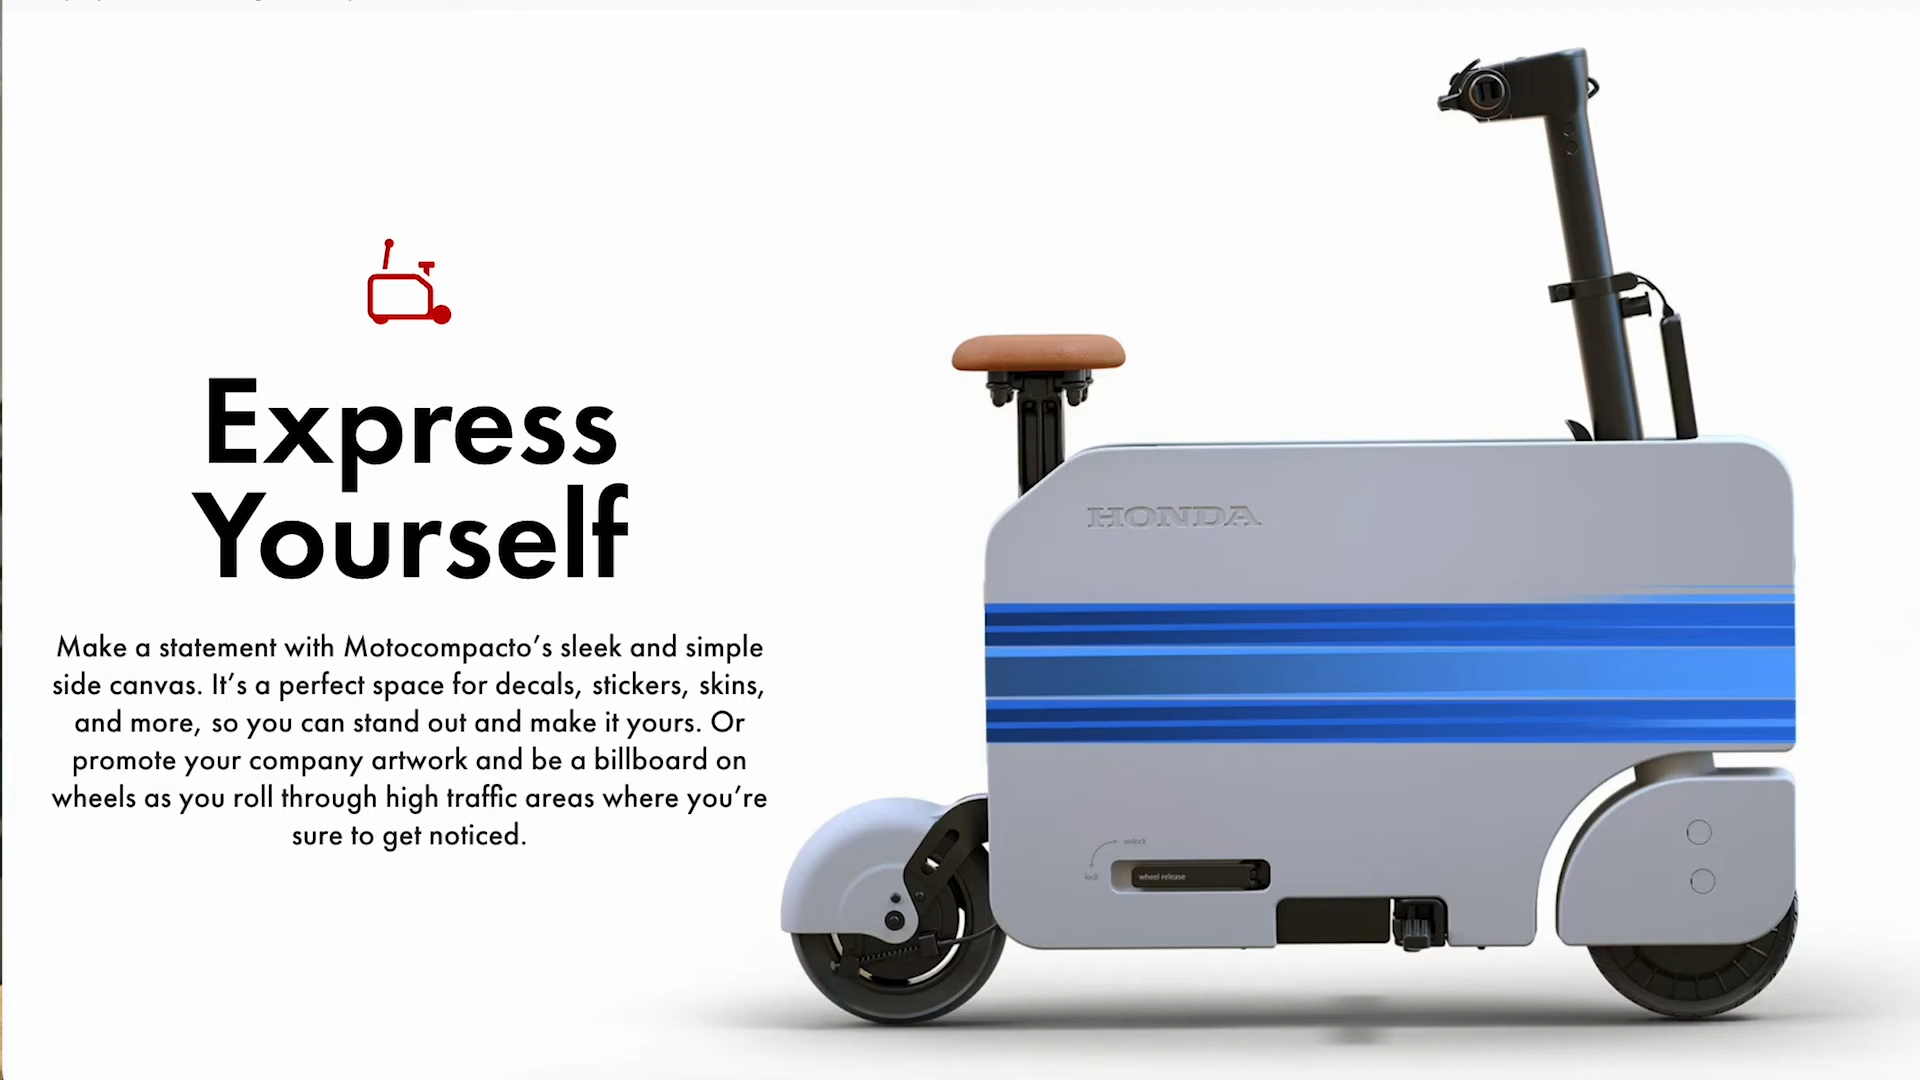 Express
Yourself
Make a statement with Motocompacto’s sleek and simple
side canvas. It’s a perfect space for decals, stickers, skins,
and more, so you can stand out and make it yours. Or
promote your company artwork and be a billboard on
wheels as you roll through high traffic areas where you’re
sure to get noticed.
HONDA
unlock
lock
wheel release